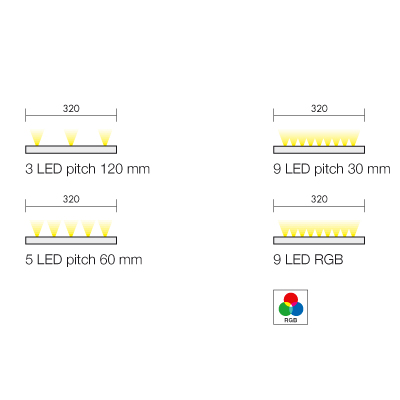 320
3 LED pitch 120 mm
320
9 LED pitch 30 mm
320
5 LED pitch 60 mm
320
9 LED RGB
RGB